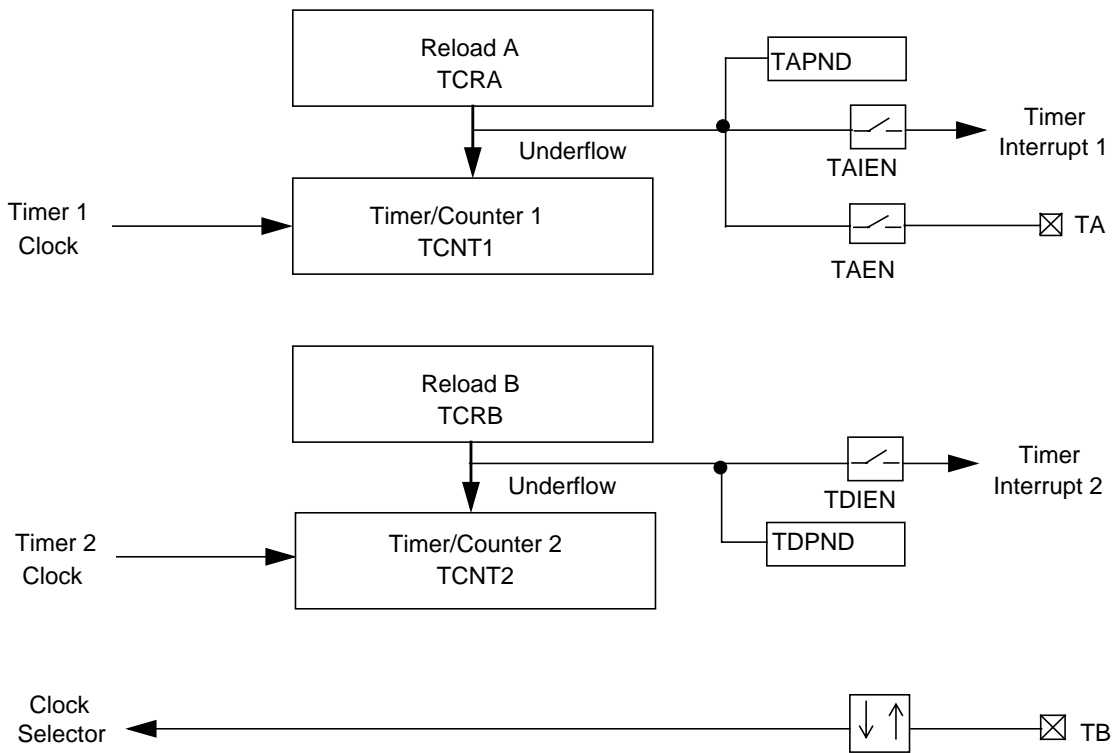 Reload A
TCRA
TAPND
Underflow
TAIEN
Timer
Interrupt 1
Timer 1
Clock
Timer/Counter 1
TCNT1
TAEN
TA
Reload B
TCRB
Underflow
TDIEN
Timer
Interrupt 2
Timer 2
Clock
Timer/Counter 2
TCNT2
TDPND
Clock
Selector
TB